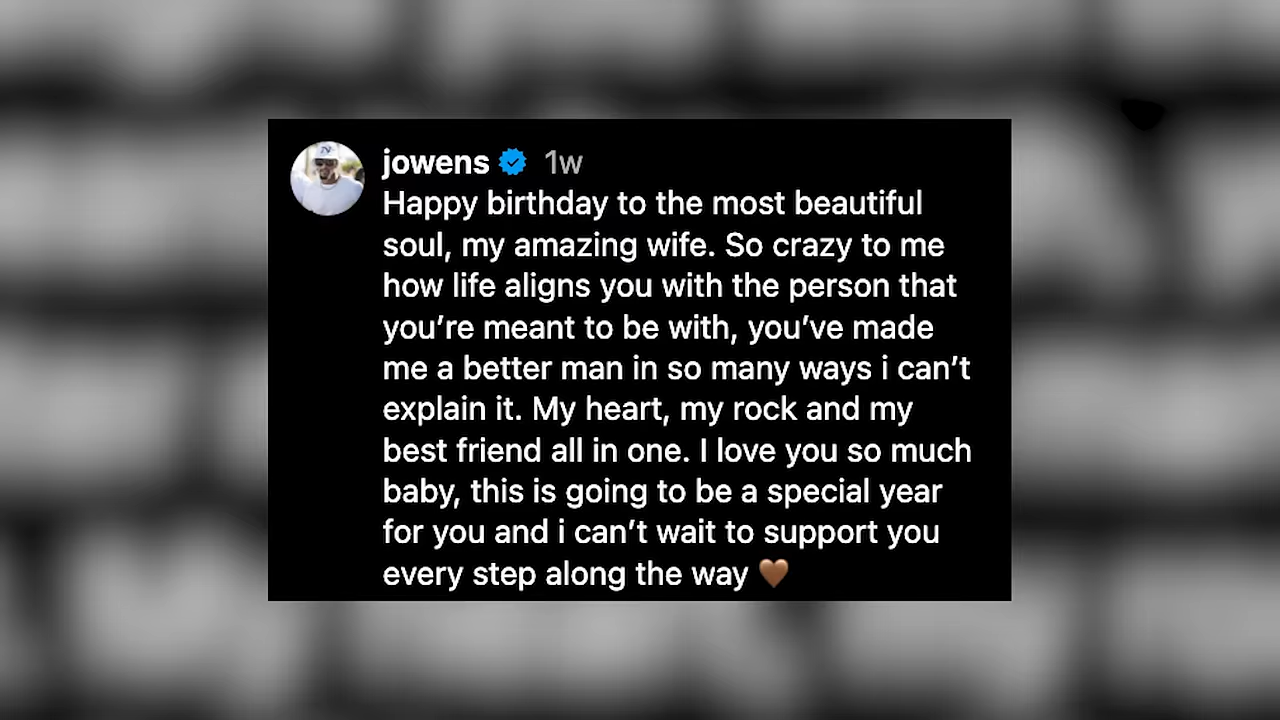 jowens 1w
Happy birthday to the most beautiful
soul, my amazing wife. So crazy to me
how life aligns you with the person that
you’re meant to be with, you’ve made
me a better man in so many ways i can’t
explain it. My heart, my rock and my
best friend all in one. I love you so much
baby, this is going to be a special year
for you and i can’t wait to support you
every step along the way 🤎